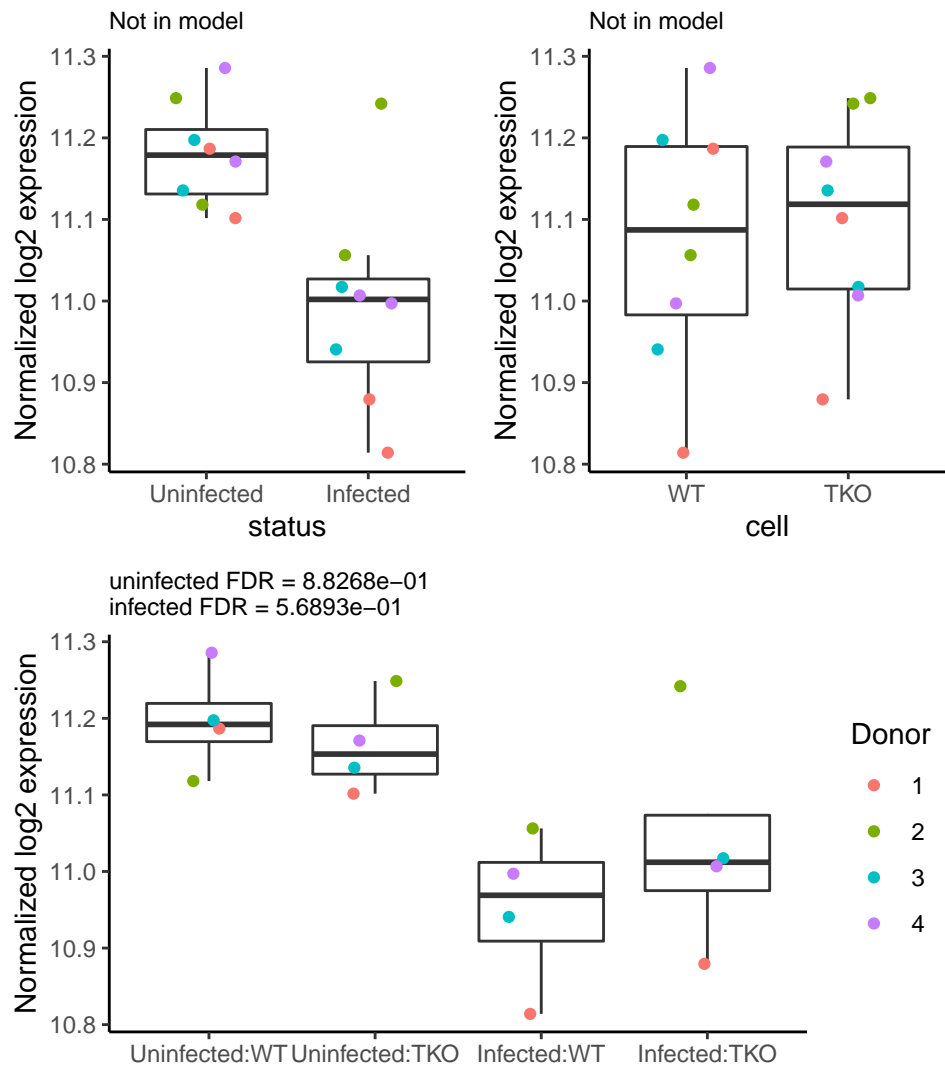 Not in model
Normalized log2 expression
11.3
11.2
11.1
11.0
10.9
10.8
Uninfected Infected
status
Not in model
Normalized log2 expression
11.3
11.2
11.1
11.0
10.9
10.8
WT TKO
cell
uninfected FDR = 8.8268e−01
infected FDR = 5.6893e−01
Normalized log2 expression
11.3
11.2
11.1
11.0
10.9
10.8
Uninfected:WT Uninfected:TKO Infected:WT Infected:TKO
Donor
1
2
3
4